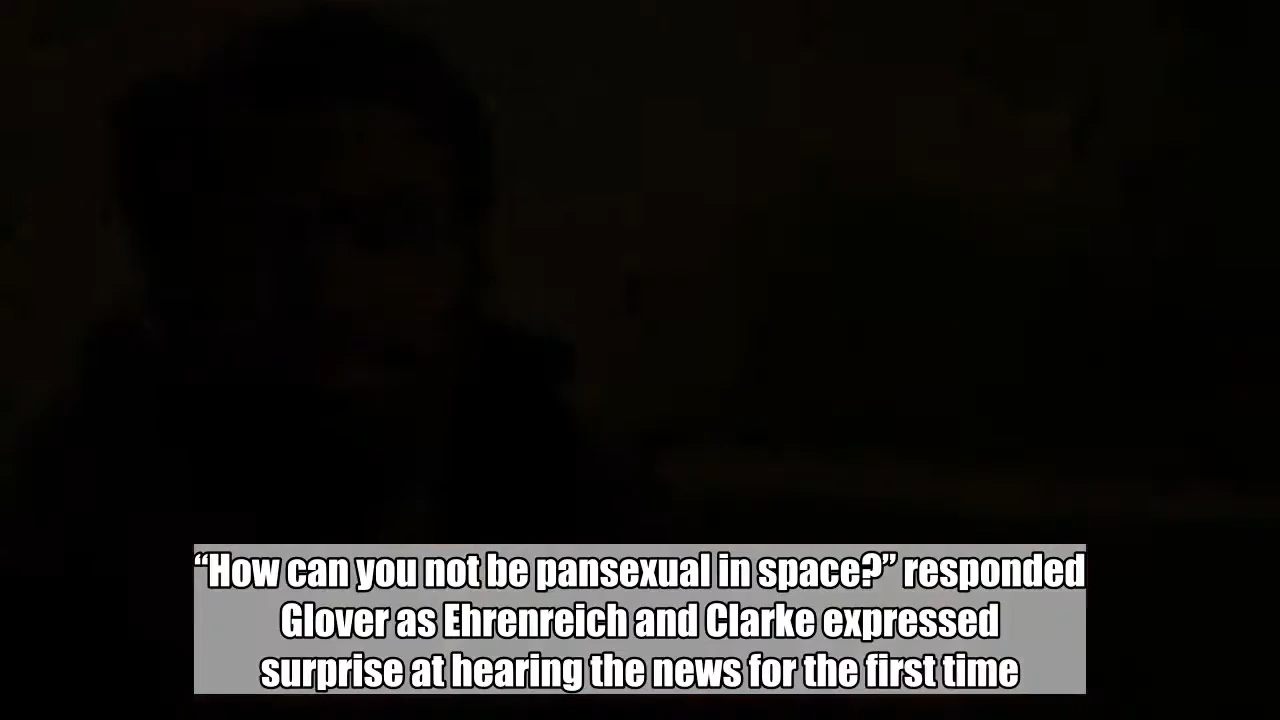 “How can you not be pansexual in space?” responded
Glover as Ehrenreich and Clarke expressed
surprise at hearing the news for the first time